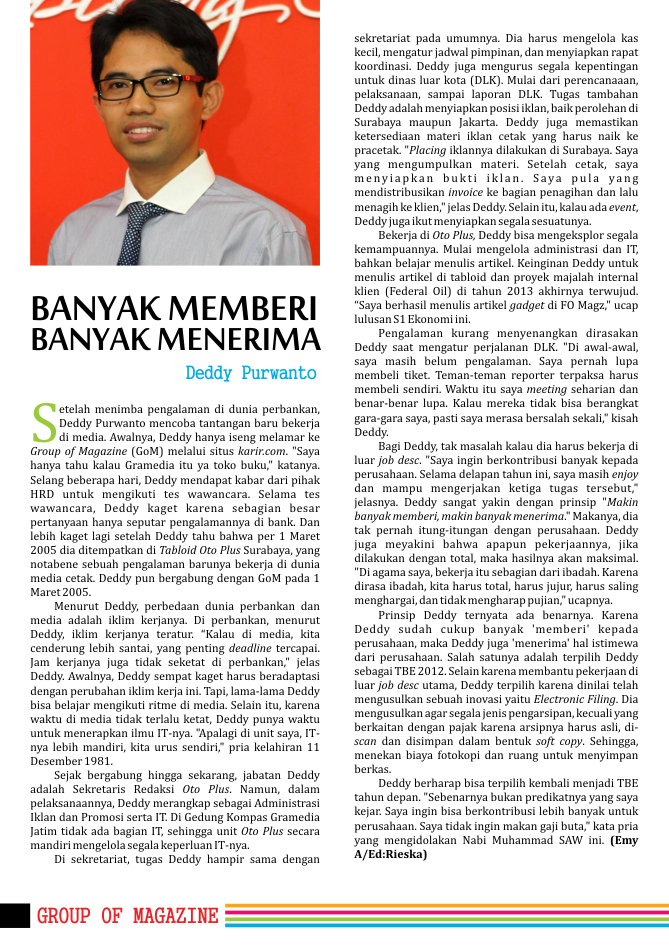 BANYAK MEMBERI
BANYAK MENERIMA
Deddy Purwanto
Setelah menimba pengalaman di dunia perbankan,
Deddy Purwanto mencoba tantangan baru bekerja
di media. Awalnya, Deddy hanya iseng melamar ke
Group of Magazine (GoM) melalui situs karir.com. "Saya
hanya tahu kalau Gramedia itu ya toko buku," katanya.
Selang beberapa hari, Deddy mendapat kabar dari pihak
HRD untuk mengikuti tes wawancara. Selama tes
wawancara, Deddy kaget karena sebagian besar
pertanyaan hanya seputar pengalamannya di bank. Dan
lebih kaget lagi setelah Deddy tahu bahwa per 1 Maret
2005 dia ditempatkan di Tabloid Oto Plus Surabaya, yang
notabene sebuah pengalaman barunya bekerja di dunia
media cetak. Deddy pun bergabung dengan GoM pada 1
Maret 2005.
Menurut Deddy, perbedaan dunia perbankan dan
media adalah iklim kerjanya. Di perbankan, menurut
Deddy, iklim kerjanya teratur. "Kalau di media, kita
cenderung lebih santai, yang penting deadline tercapai.
Jam kerjanya juga tidak seketat di perbankan," jelas
Deddy. Awalnya, Deddy sempat kaget harus beradaptasi
dengan perubahan iklim kerja ini. Tapi, lama-lama Deddy
bisa belajar mengikuti ritme di media. Selain itu, karena
waktu di media tidak terlalu ketat, Deddy punya waktu
untuk menerapkan ilmu IT-nya. "Apalagi di unit saya, IT-
nya lebih mandiri, kita urus sendiri," pria kelahiran 11
Desember 1981.
Sejak bergabung hingga sekarang, jabatan Deddy
adalah Sekretaris Redaksi Oto Plus. Namun, dalam
pelaksanaannya, Deddy merangkap sebagai Administrasi
Iklan dan Promosi serta IT. Di Gedung Kompas Gramedia
Jatim tidak ada bagian IT, sehingga unit Oto Plus secara
mandiri mengelola segala keperluan IT-nya.
Di sekretariat, tugas Deddy hampir sama dengan
sekretariat pada umumnya. Dia harus mengelola kas
kecil, mengatur jadwal pimpinan, dan menyiapkan rapat
koordinasi. Deddy juga mengurus segala kepentingan
untuk dinas luar kota (DLK). Mulai dari perencanaaan,
pelaksanaan, sampai laporan DLK. Tugas tambahan
Deddy adalah menyiapkan posisi iklan, baik perolehan di
Surabaya maupun Jakarta. Deddy juga memastikan
ketersediaan materi iklan cetak yang harus naik ke
pracetak. "Placing iklannya dilakukan di Surabaya. Saya
yang mengumpulkan materi. Setelah cetak, saya
menyiapkan bukti iklan. Saya pula yang
mendistribusikan invoice ke bagian penagihan dan lalu
menagih ke klien," jelas Deddy. Selain itu, kalau ada event,
Deddy juga ikut menyiapkan segala sesuatunya.
Bekerja di Oto Plus, Deddy bisa mengeksplor segala
kemampuannya. Mulai mengelola administrasi dan IT,
bahkan belajar menulis artikel. Keinginan Deddy untuk
menulis artikel di tabloid dan proyek majalah internal
klien (Federal Oil) di tahun 2013 akhirnya terwujud.
"Saya berhasil menulis artikel gadget di FO Magz," ucap
lulusan S1 Ekonomi ini.
Pengalaman kurang menyenangkan dirasakan
Deddy saat mengatur perjalanan DLK. "Di awal-awal,
saya masih belum pengalaman. Saya pernah lupa
membeli tiket. Teman-teman reporter terpaksa harus
membeli sendiri. Waktu itu saya meeting seharian dan
benar-benar lupa. Kalau mereka tidak bisa berangkat
gara-gara saya, pasti saya merasa bersalah sekali," kisah
Deddy.
Bagi Deddy, tak masalah kalau dia harus bekerja di
luar job desc. "Saya ingin berkontribusi banyak kepada
perusahaan. Selama delapan tahun ini, saya masih enjoy
dan mampu mengerjakan ketiga tugas tersebut,"
jelasnya. Deddy sangat yakin dengan prinsip "Makin
banyak memberi, makin banyak menerima." Makanya, dia
tak pernah itung-itungan dengan perusahaan. Deddy
juga meyakini bahwa apapun pekerjaannya, jika
dilakukan dengan total, maka hasilnya akan maksimal.
"Di agama saya, bekerja itu sebagian dari ibadah. Karena
dirasa ibadah, kita harus total, harus jujur, harus saling
menghargai, dan tidak mengharap pujian," ucapnya.
Prinsip Deddy ternyata ada benarnya. Karena
Deddy sudah cukup banyak 'memberi' kepada
perusahaan, maka Deddy juga 'menerima' hal istimewa
dari perusahaan. Salah satunya adalah terpilih Deddy
sebagai TBE 2012. Selain karena membantu pekerjaan di
luar job desc utama, Deddy terpilih karena dinilai telah
mengusulkan sebuah inovasi yaitu Electronic Filing. Dia
mengusulkan agar segala jenis pengarsipan, kecuali yang
berkaitan dengan pajak karena arsipnya harus asli, di-
scan dan disimpan dalam bentuk soft copy. Sehingga,
menekan biaya fotokopi dan ruang untuk menyimpan
berkas.
Deddy berharap bisa terpilih kembali menjadi TBE
tahun depan. "Sebenarnya bukan predikatnya yang saya
kejar. Saya ingin bisa berkontribusi lebih banyak untuk
perusahaan. Saya tidak ingin makan gaji buta," kata pria
yang mengidolakan Nabi Muhammad SAW ini. (Emy
A/Ed:Rieska)
GROUP OF MAGAZINE